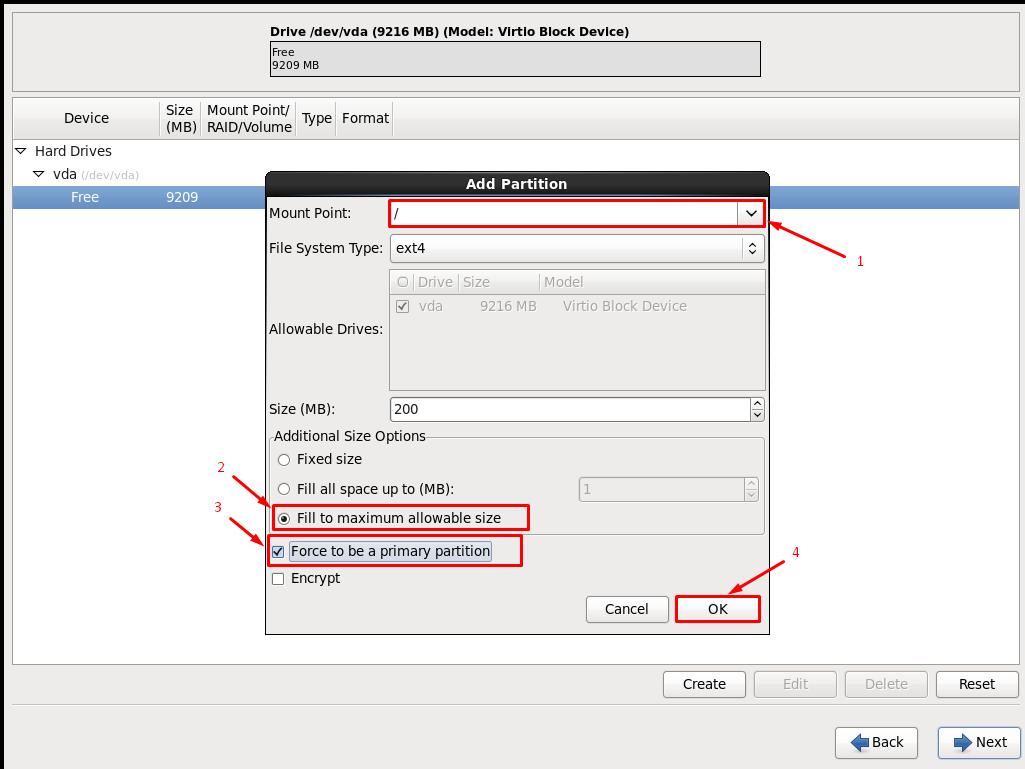 Drive /dev/vda (9216 MB) (Model: Virtio Block Device)
Free
9209 MB
Device
Size
(MB)
Mount Point/
RAID/Volume
Type
Format
Hard Drives
vda (/dev/vda)
Free 9209
Add Partition
Mount Point: /
1
File System Type: ext4
Drive Size Model
vda 9216 MB Virtio Block Device
Allowable Drives:
Size (MB): 200
Additional Size Options
Fixed size
2
Fill all space up to (MB): 1
3
Fill to maximum allowable size
Force to be a primary partition
4
Encrypt
Cancel OK
Create Edit Delete Reset
Back Next